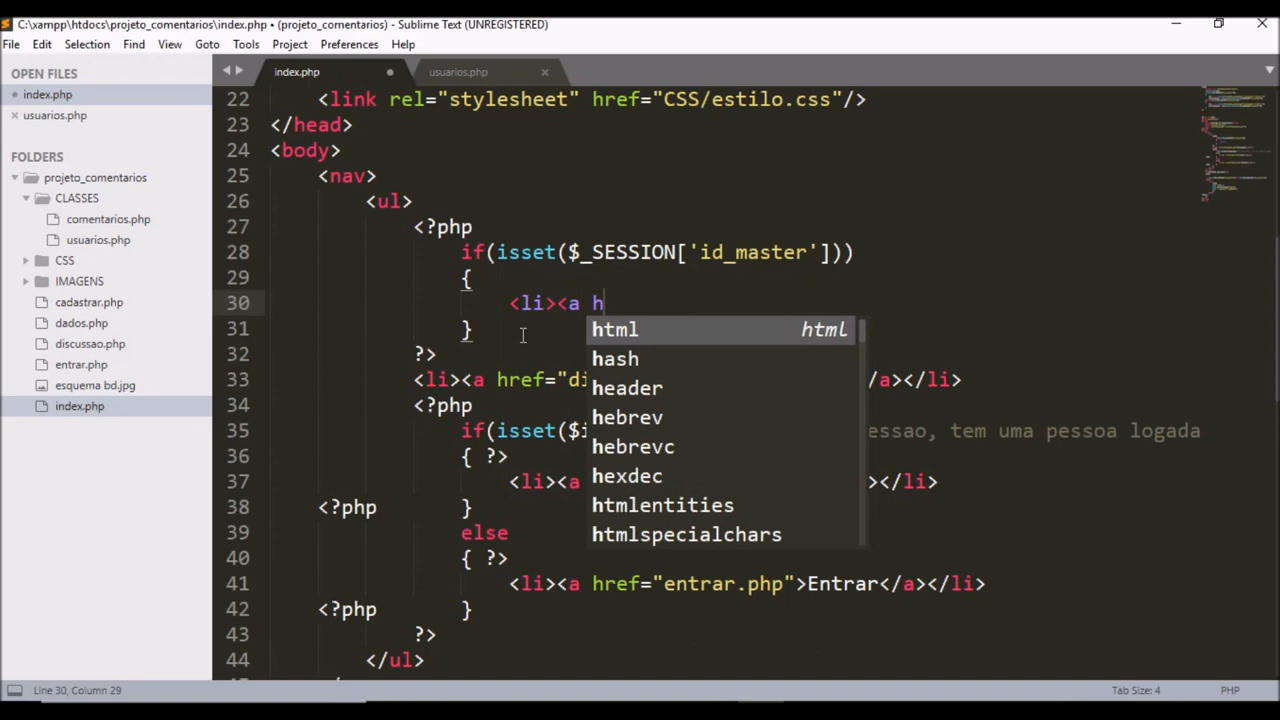 C:\xampp\htdocs\projeto_comentarios\index.php • (projeto_comentarios) - Sublime Text (UNREGISTERED)
File Edit Selection Find View Goto Tools Project Preferences Help
OPEN FILES
index.php
usuarios.php
FOLDERS
projeto_comentarios
CLASSES
comentarios.php
usuarios.php
CSS
IMAGENS
cadastrar.php
dados.php
discussao.php
entrar.php
esquema bd.jpg
index.php
index.php usuarios.php
22 <link rel="stylesheet" href="CSS/estilo.css"/>
23 </head>
24 <body>
25 <nav>
26 <ul>
27 <?php
28 if(isset($_SESSION['id_master']))
29 {
30 <li><a h
31 }
32 ?>
33 <li><a href="di /a></li>
34 <?php
35 if(isset($i essao, tem uma pessoa logada
36 { ?>
37 <li><a ></li>
38 <?php }
39 else
40 { ?>
41 <li><a href="entrar.php">Entrar</a></li>
42 <?php }
43 ?>
44 </ul>
html html
hash
header
hebrev
hebrevc
hexdec
htmlentities
htmlspecialchars
Line 30, Column 29 Tab Size: 4 PHP